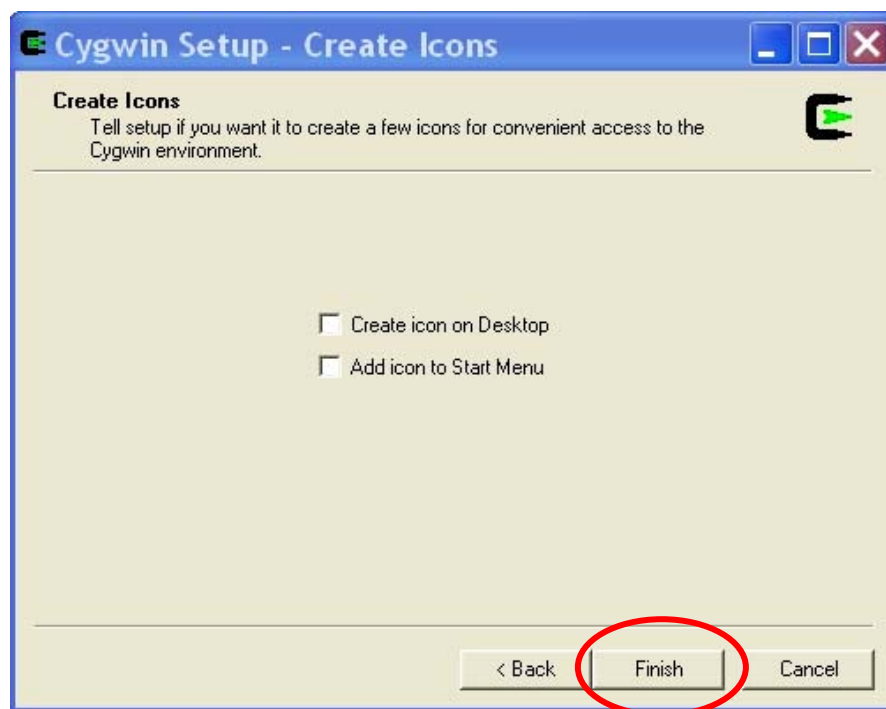 Cygwin Setup - Create Icons
Create Icons
Tell setup if you want it to create a few icons for convenient access to the
Cygwin environment.
Create icon on Desktop
Add icon to Start Menu
< Back
Finish
Cancel